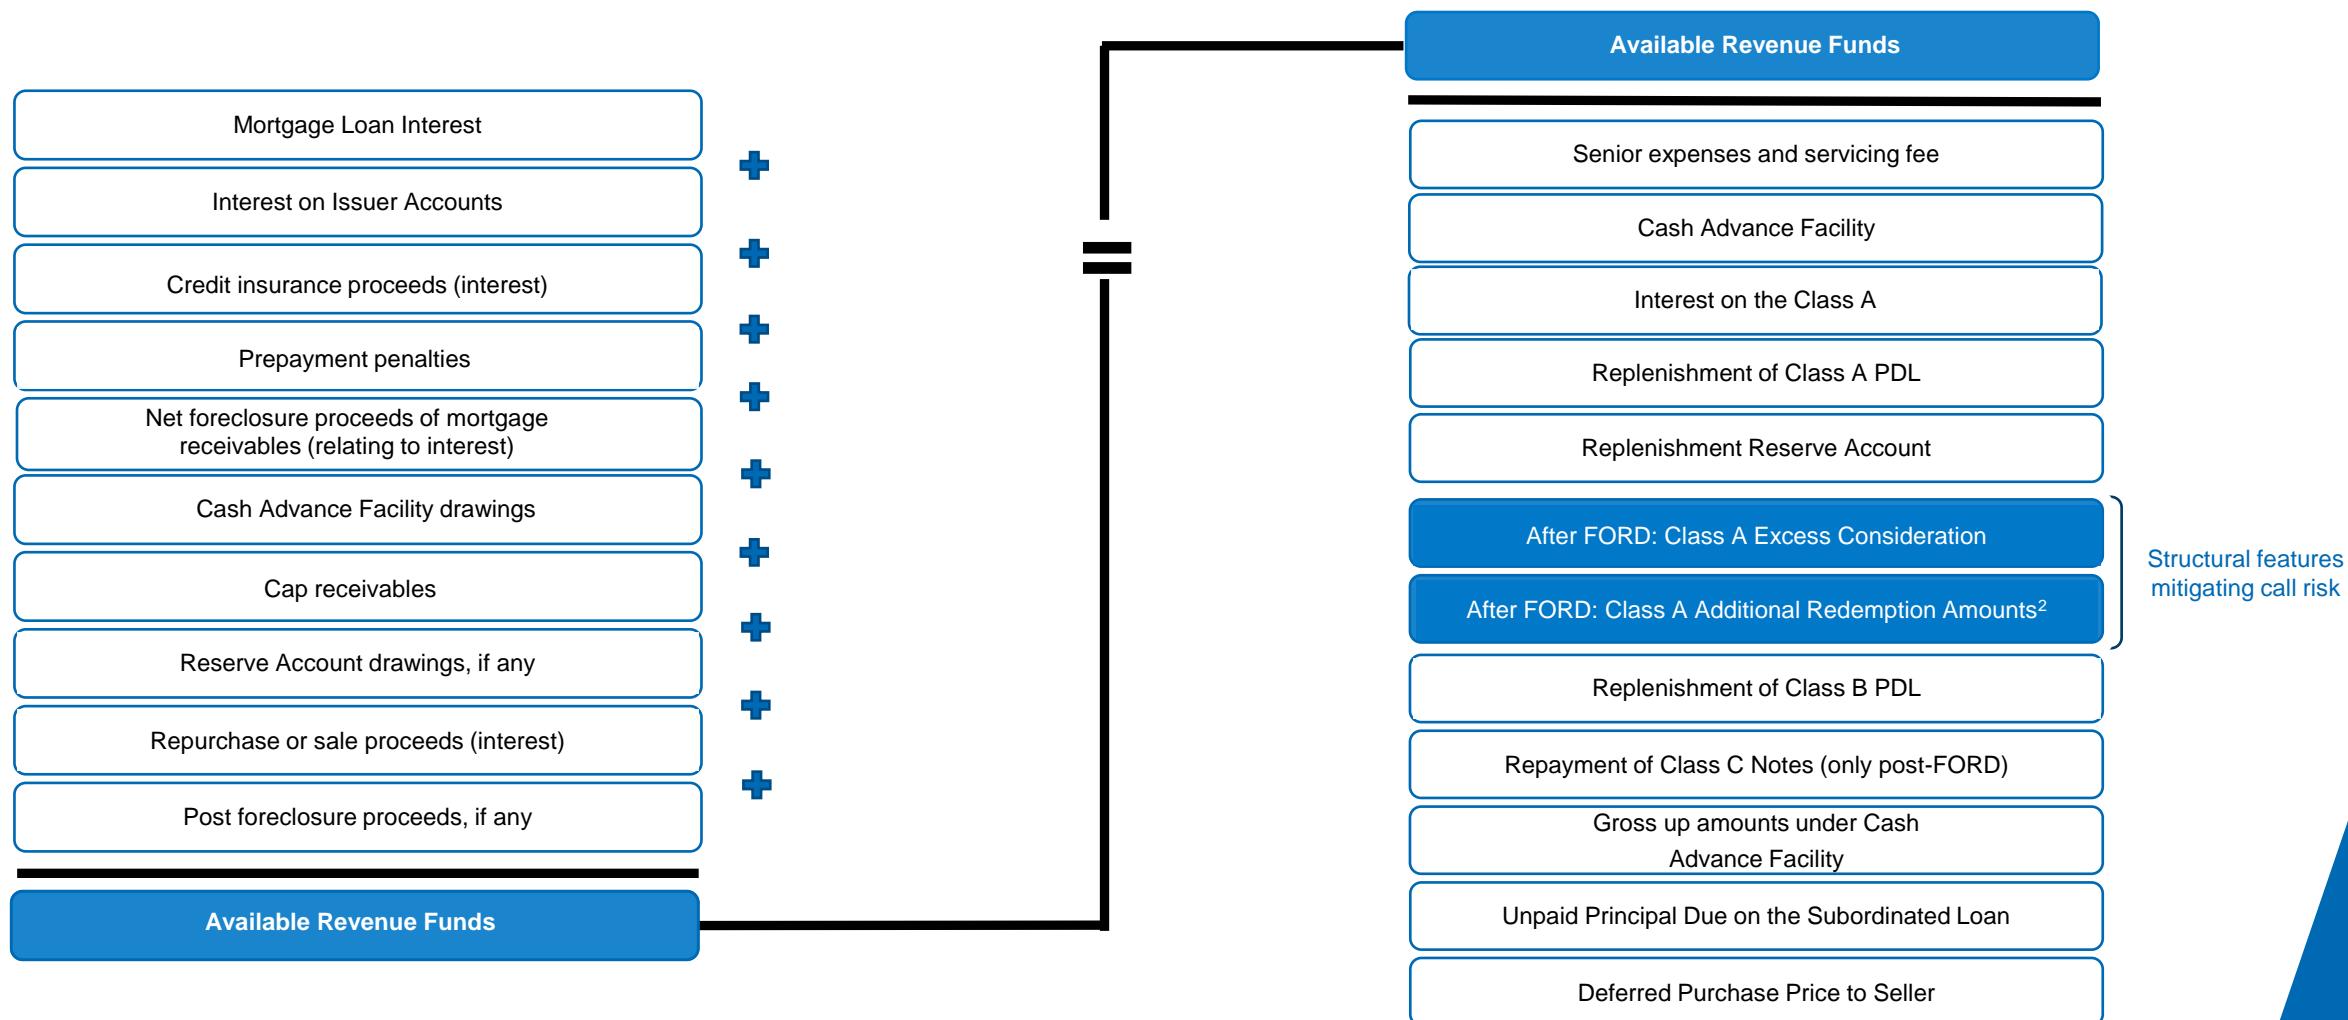 Mortgage Loan Interest
Interest on Issuer Accounts
Credit insurance proceeds (interest)
Prepayment penalties
Net foreclosure proceeds of mortgage
receivables (relating to interest)
Cash Advance Facility drawings
Cap receivables
Reserve Account drawings, if any
Repurchase or sale proceeds (interest)
Post foreclosure proceeds, if any
Available Revenue Funds
Available Revenue Funds
Senior expenses and servicing fee
Cash Advance Facility
Interest on the Class A
Replenishment of Class A PDL
Replenishment Reserve Account
After FORD: Class A Excess Consideration
After FORD: Class A Additional Redemption Amounts²
Structural features
mitigating call risk
Replenishment of Class B PDL
Repayment of Class C Notes (only post-FORD)
Gross up amounts under Cash
Advance Facility
Unpaid Principal Due on the Subordinated Loan
Deferred Purchase Price to Seller